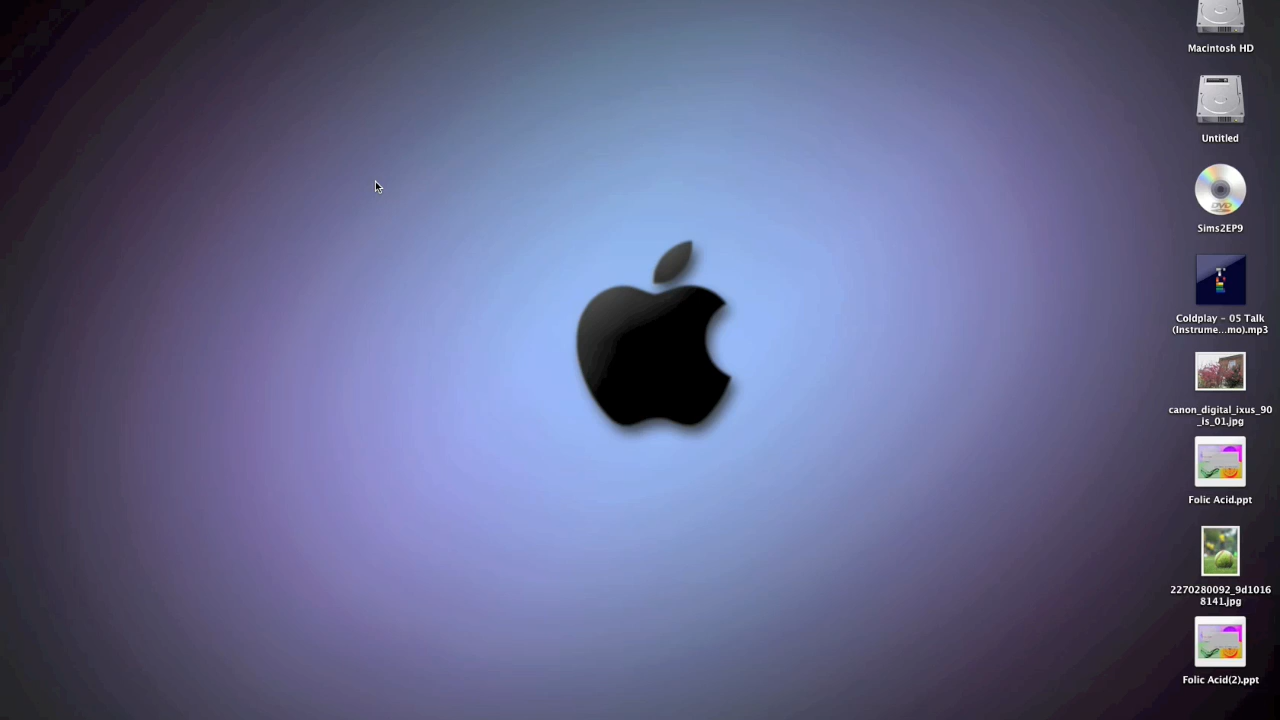 Macintosh HD
Untitled
DVD
Sims2EP9
Coldplay - 05 Talk
(Instrume...mo).mp3
canon_digital_ixus_90
_is_01.jpg
Folic Acid.ppt
2270280092_9d1016
8141.jpg
Folic Acid(2).ppt